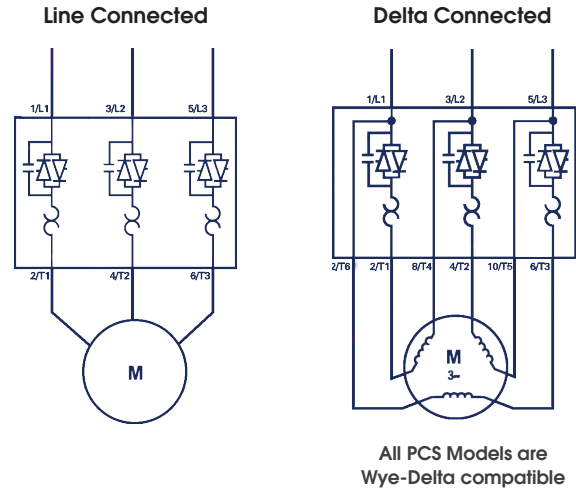 Line Connected
Delta Connected
1/L1 3/L2 5/L3
1/L1 3/L2 5/L3
2/T1 4/T2 6/T3
2/T6 2/T1 8/T4 4/T2 10/T5 6/T3
M
M
3~
All PCS Models are
Wye-Delta compatible